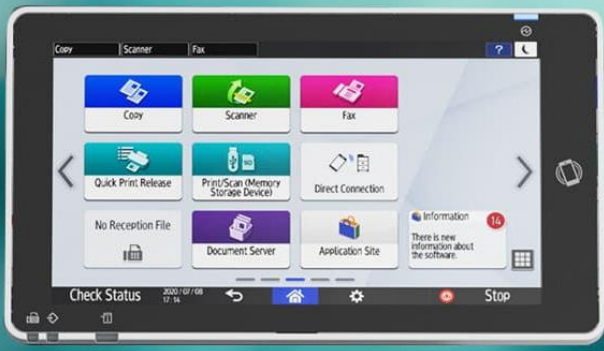 Copy Scanner Fax
?
Copy Scanner Fax
Quick Print Release Print/Scan (Memory
Storage Device) Direct Connection
SD
No Reception File Document Server Application Site
Information 14
There is new
information about
the software.
Check Status 2020/07/08
17:14 Stop